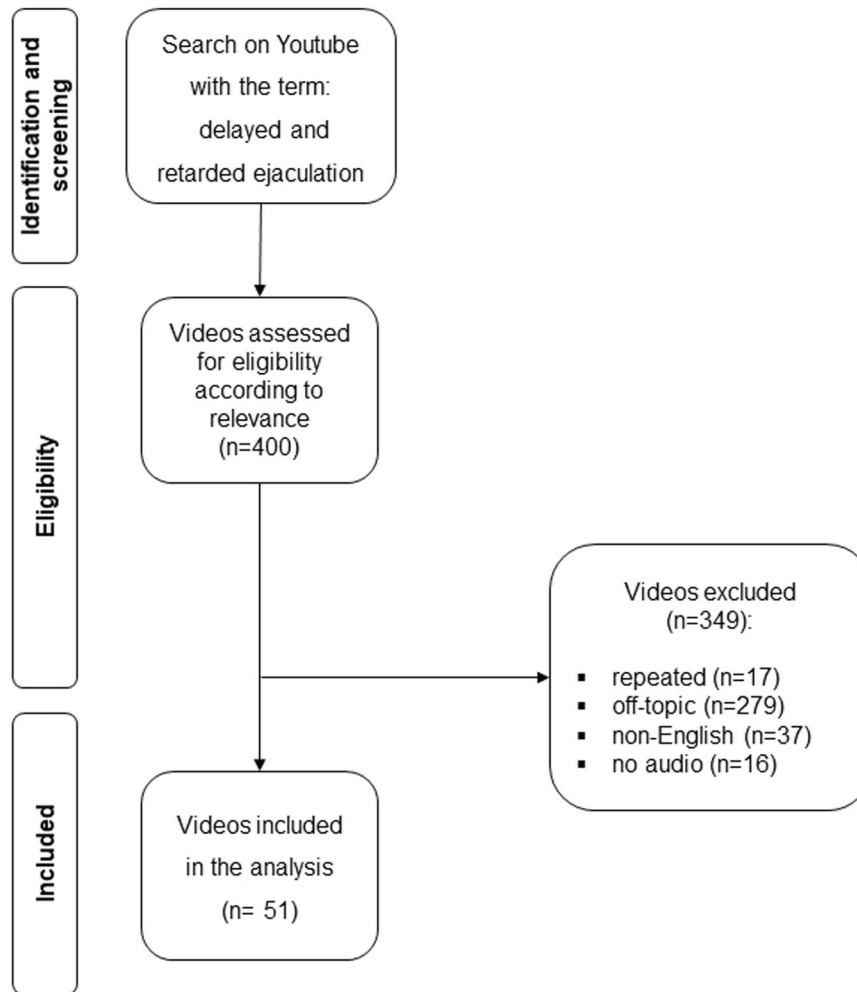 Identification and
screening
Search on Youtube
with the term:
delayed and
retarded ejaculation
Eligibility
Videos assessed
for eligibility
according to
relevance
(n=400)
Videos excluded
(n=349):
▪ repeated (n=17)
▪ off-topic (n=279)
▪ non-English (n=37)
▪ no audio (n=16)
Included
Videos included
in the analysis
(n= 51)